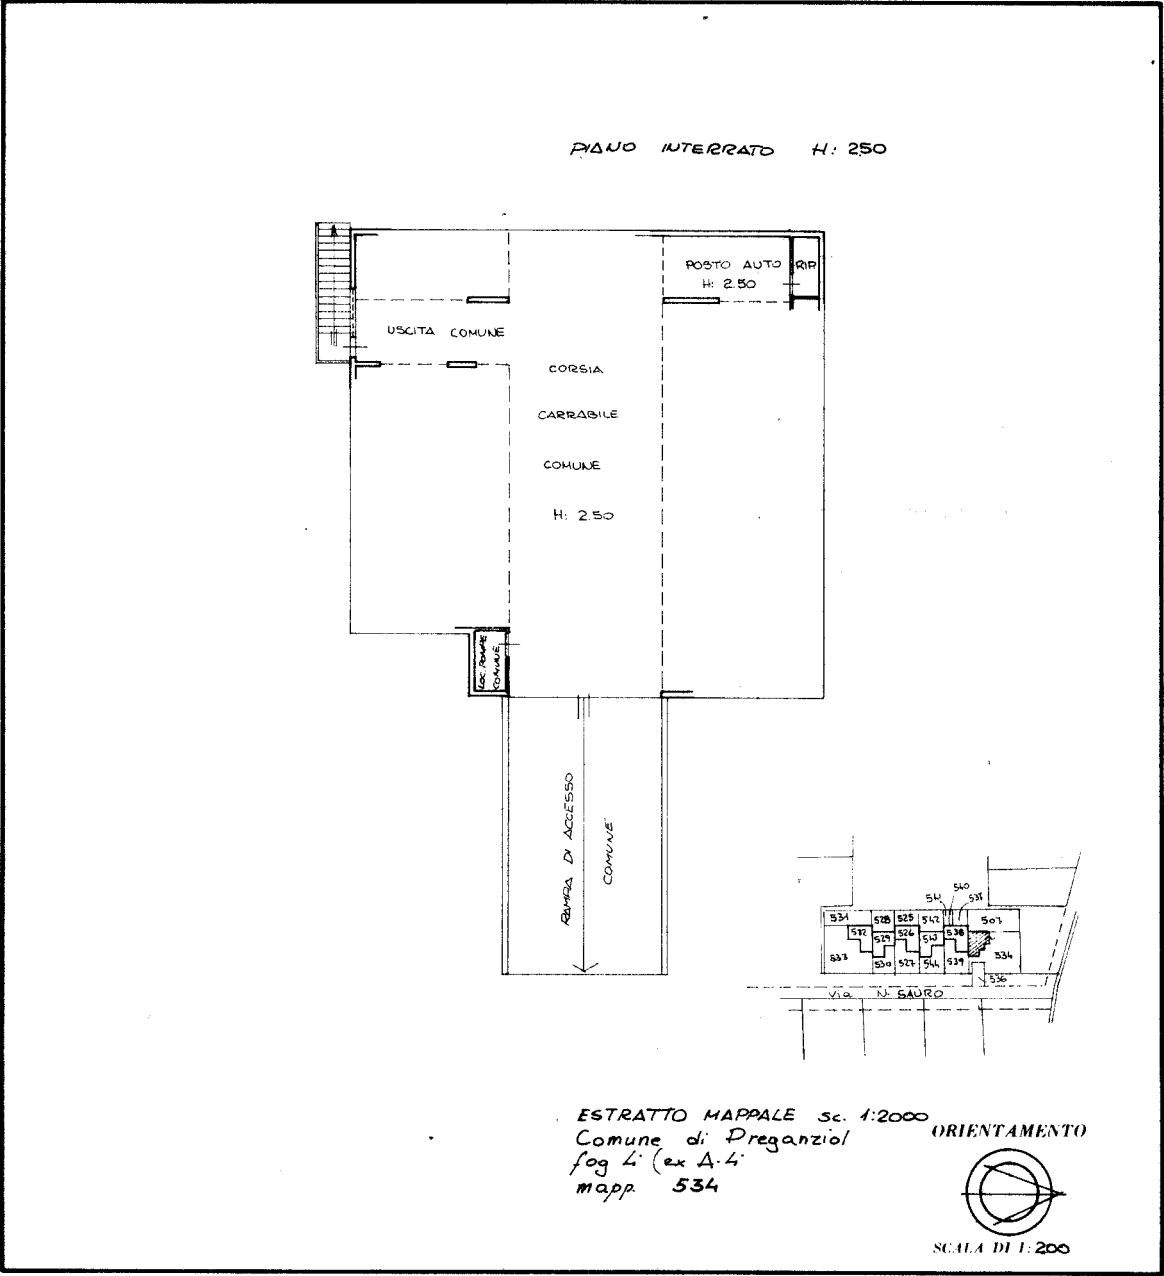 PIANO INTERRATO H: 250
POSTO AUTO RIP
H: 2.50
USCITA COMUNE
CORSIA
CARRABILE
COMUNE
H: 2.50
LOC. POMPE
COMUNE
RAMPA DI ACCESSO
COMUNE
540
541 535
531 528 525 542 507
532 529 526 543 538
533 530 527 544 539 534
536
Via N. SAURO
ESTRATTO MAPPALE sc. 1:2000
Comune di Preganziol
fog 4° (ex A-4°
mapp. 534
ORIENTAMENTO
SCALA DI 1:200